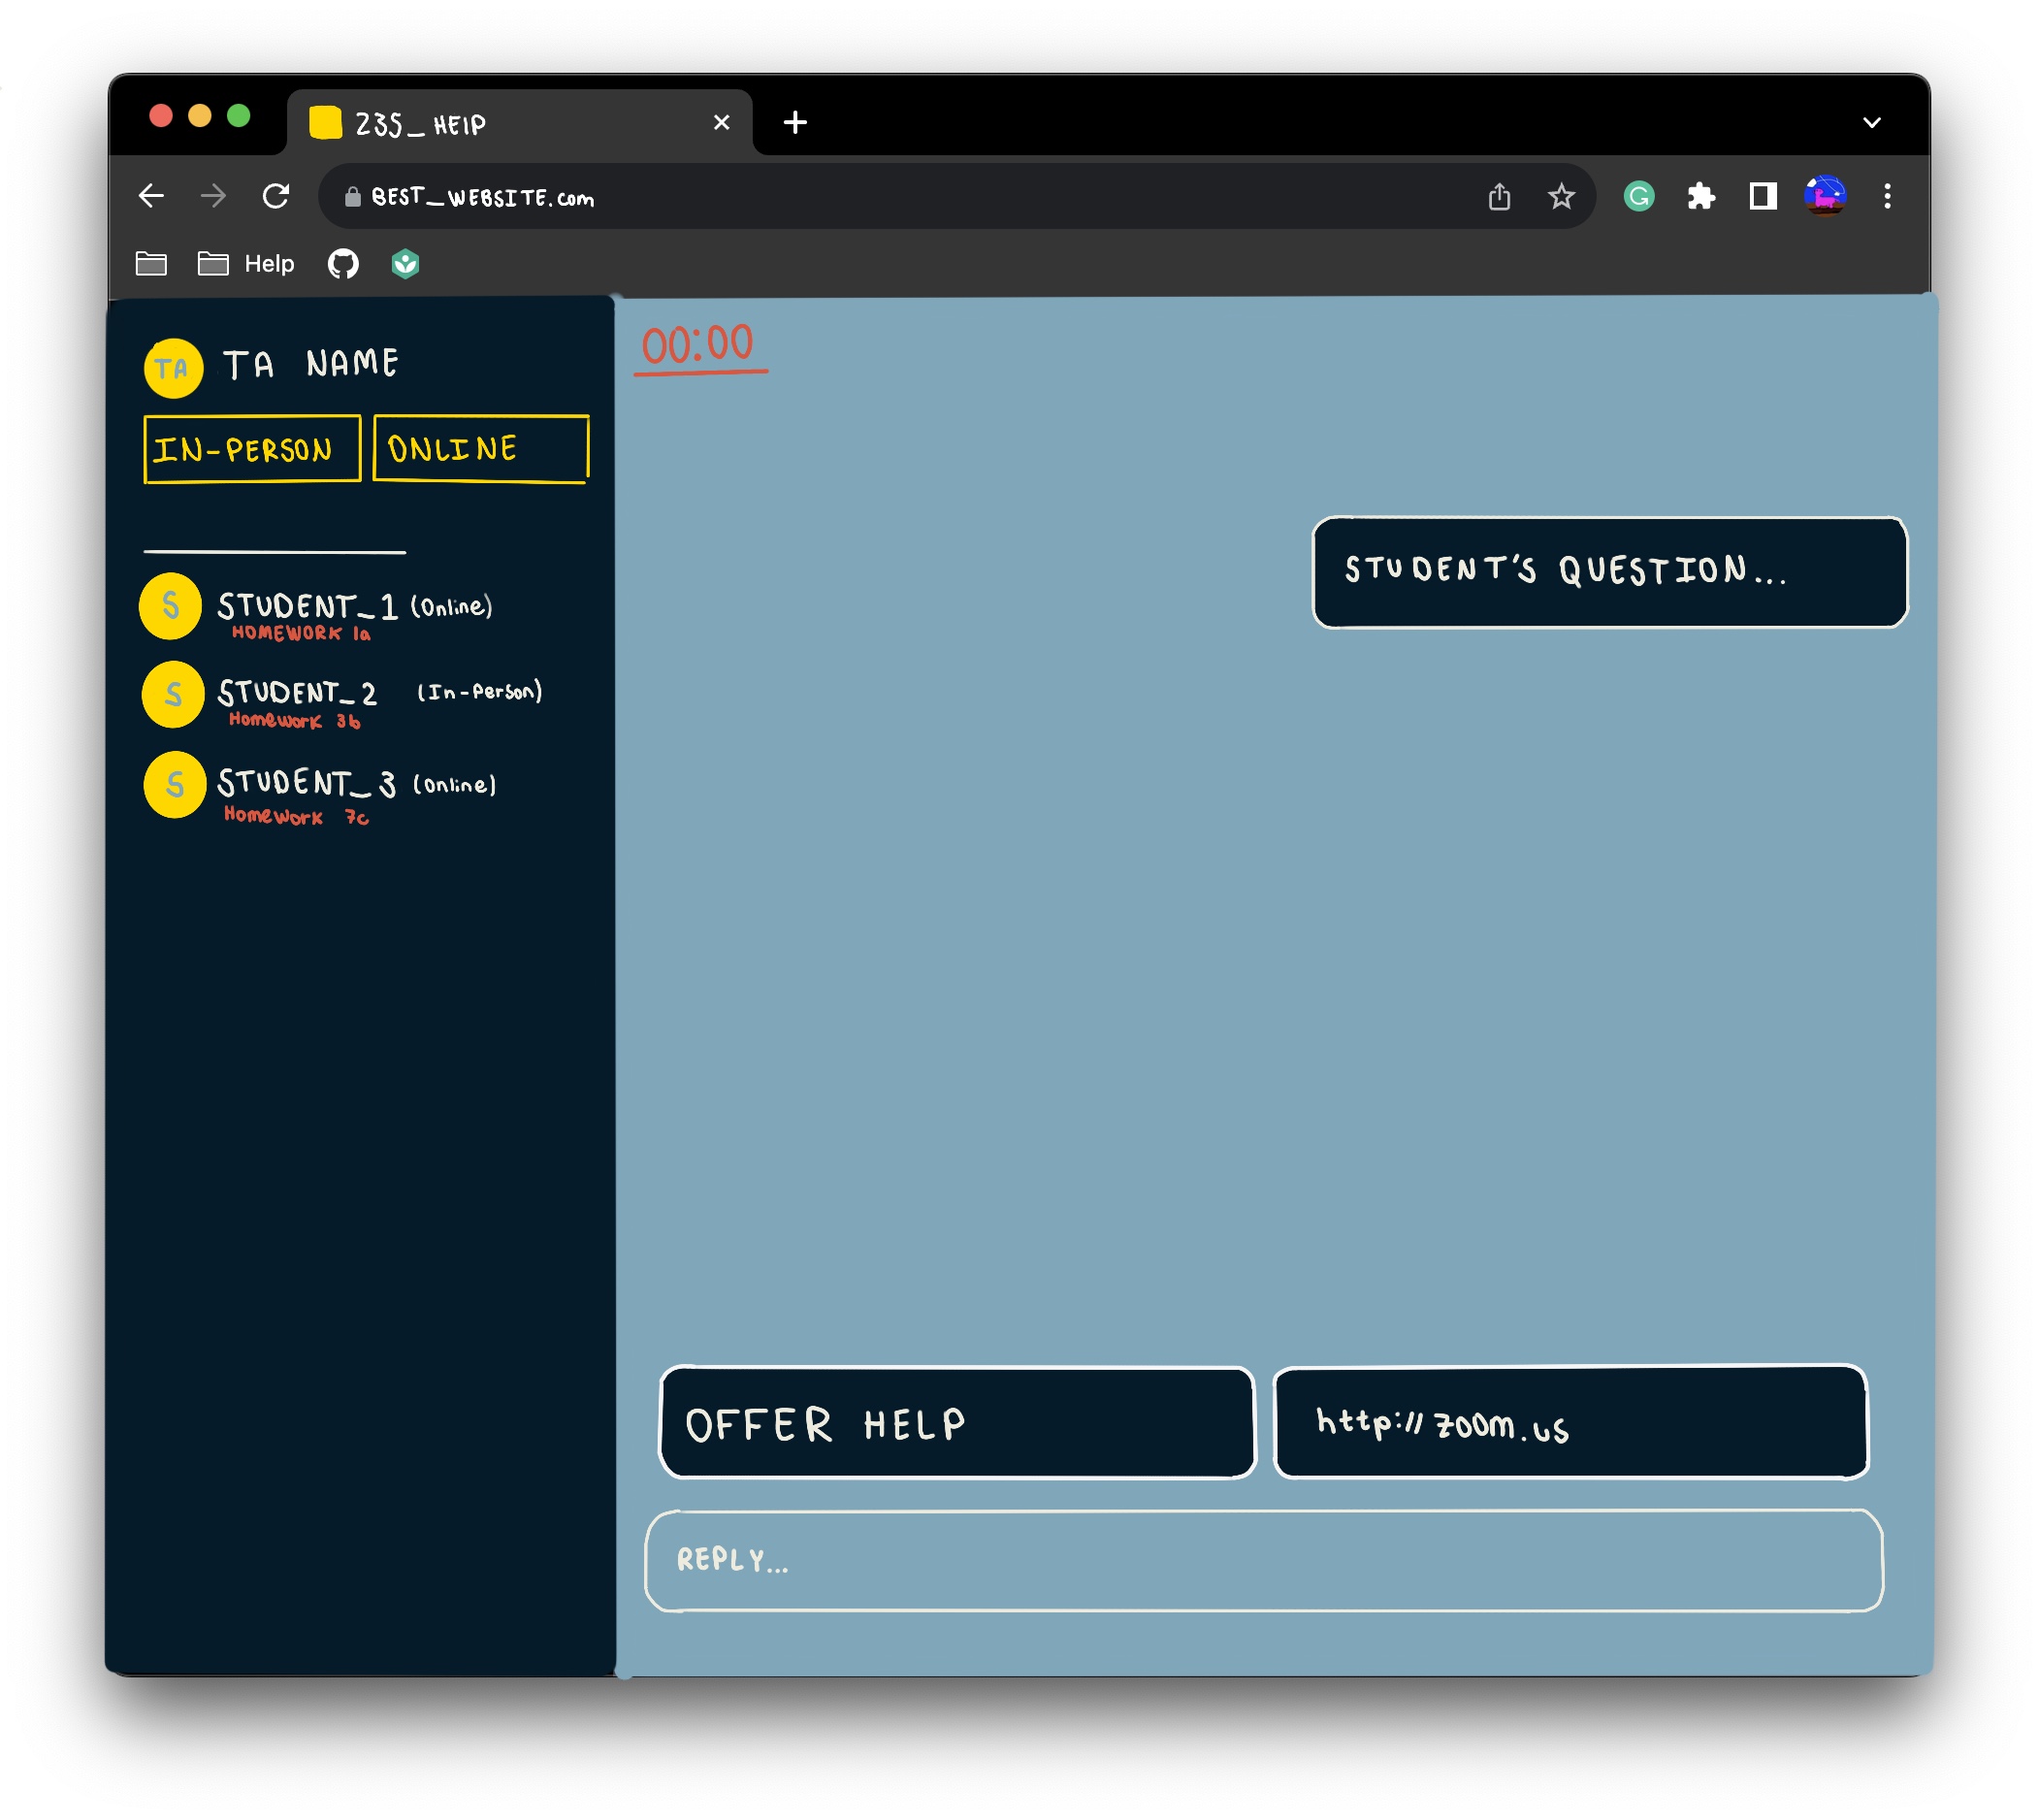 235_ HElP
BEST_WEBSITE.com
Help
TA TA NAME
IN-PERSON ONLINE
S STUDENT_1 (Online)
HOMEWORK 1a
S STUDENT_2 (In-Person)
Homework 3b
S STUDENT_3 (Online)
Homework 7c
00:00
STUDENT'S QUESTION...
OFFER HELP
http://zoom.us
REPLY...